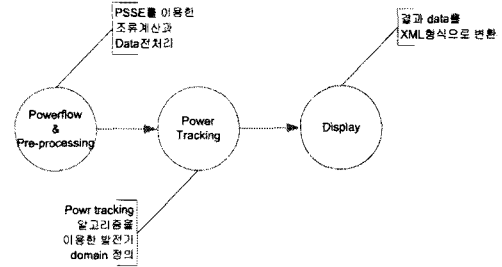 PSSE를 이용한
조류계산과
Data전처리
결과 data를
XML형식으로 변환
Powerflow
&
Pre-processing
Power
Tracking
Display
Powr tracking
알고리즘을
이용한 발전기
domain 정의